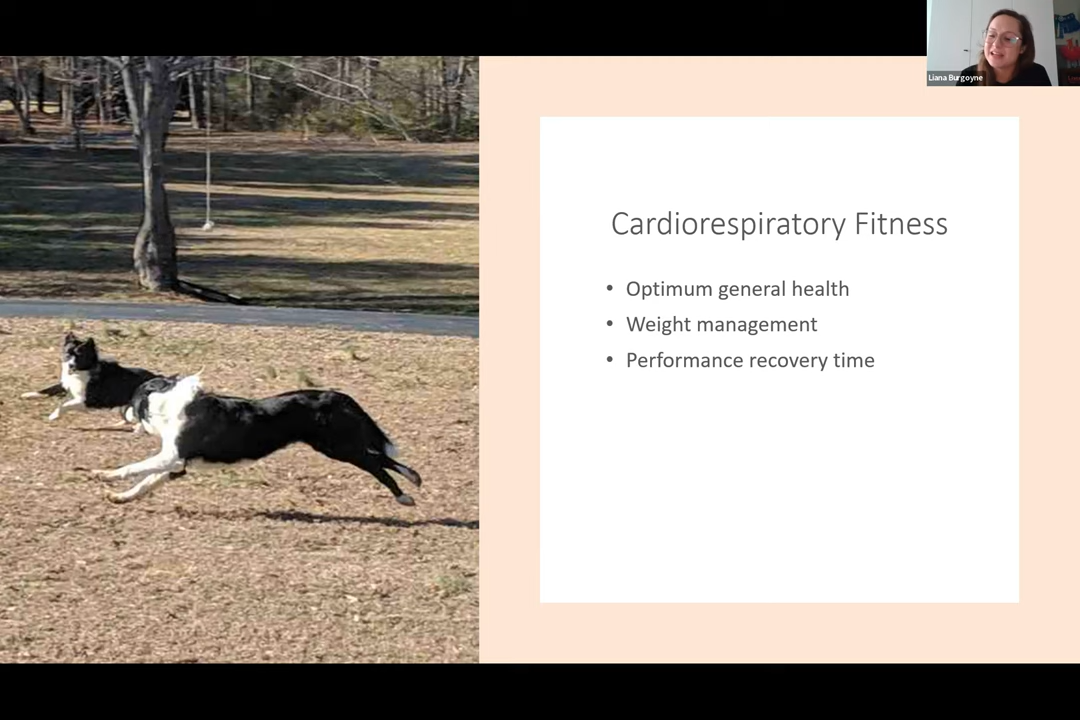 Liana Burgoyne
Cardiorespiratory Fitness
• Optimum general health
• Weight management
• Performance recovery time